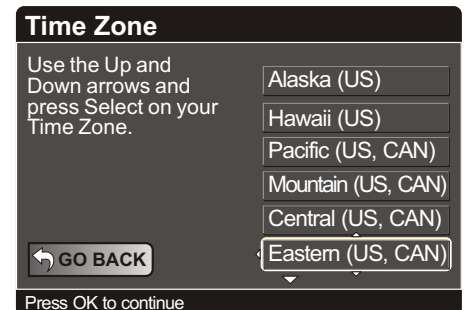 Time Zone
Use the Up and
Down arrows and
press Select on your
Time Zone.
Alaska (US)
Hawaii (US)
Pacific (US, CAN)
Mountain (US, CAN)
Central (US, CAN)
Eastern (US, CAN)
GO BACK
Press OK to continue